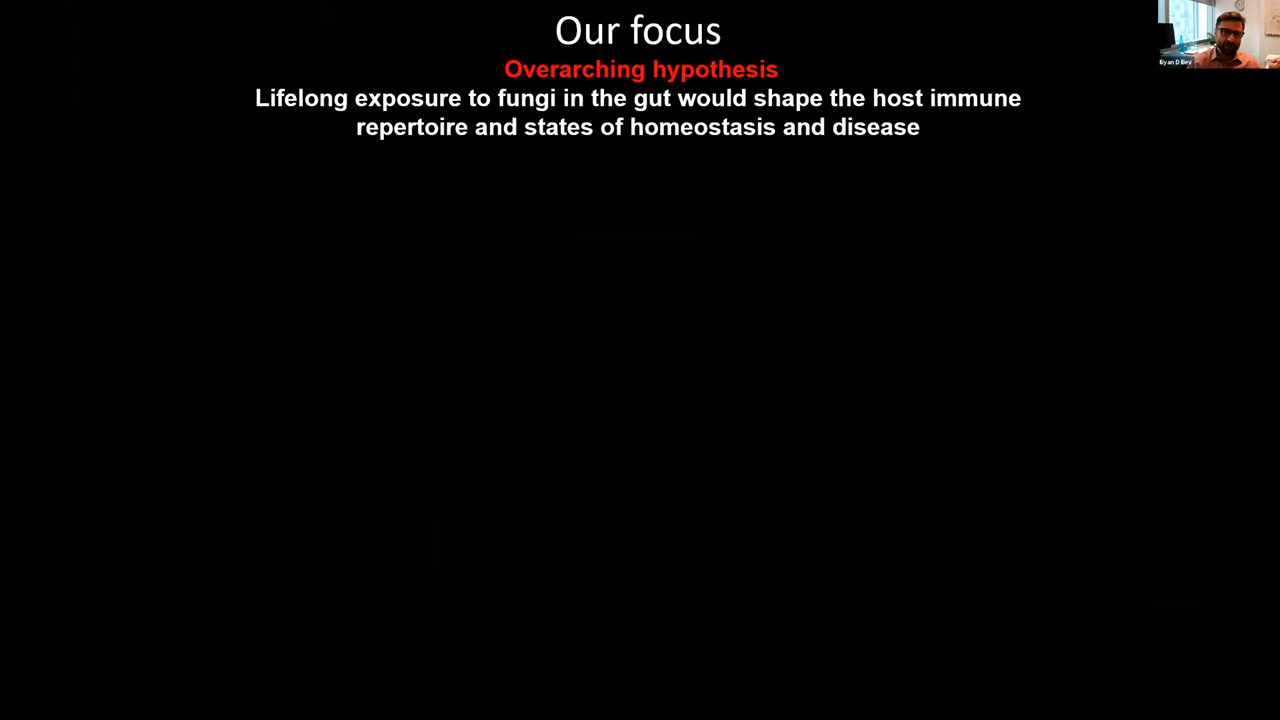 Our focus
Overarching hypothesis
Lifelong exposure to fungi in the gut would shape the host immune
repertoire and states of homeostasis and disease